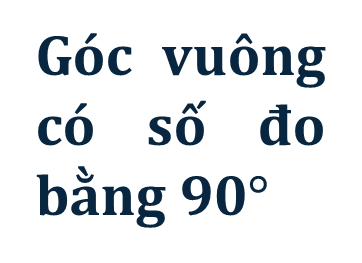 Góc vuông
có số đo
bằng 90°